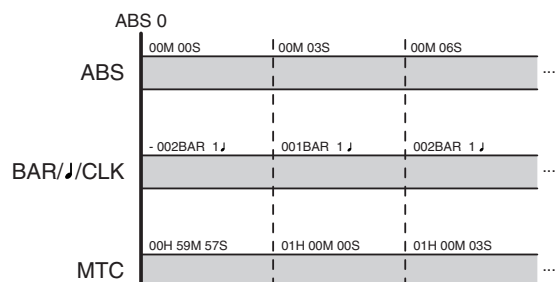 ABS 0
00M 00S 00M 03S 00M 06S
ABS ...
- 002BAR 1♩ 001BAR 1♩ 002BAR 1♩
BAR/♩/CLK ...
00H 59M 57S 01H 00M 00S 01H 00M 03S
MTC ...